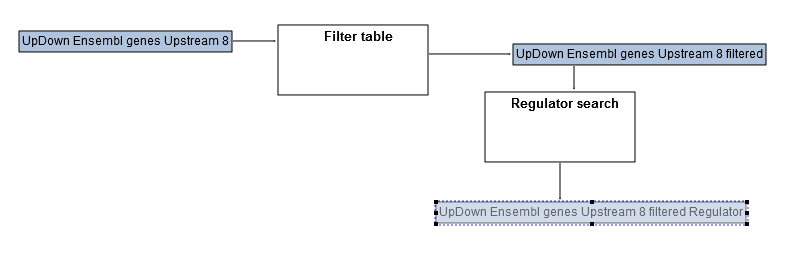 UpDown Ensembl genes Upstream 8
Filter table
UpDown Ensembl genes Upstream 8 filtered
Regulator search
UpDown Ensembl genes Upstream 8 filtered Regulator